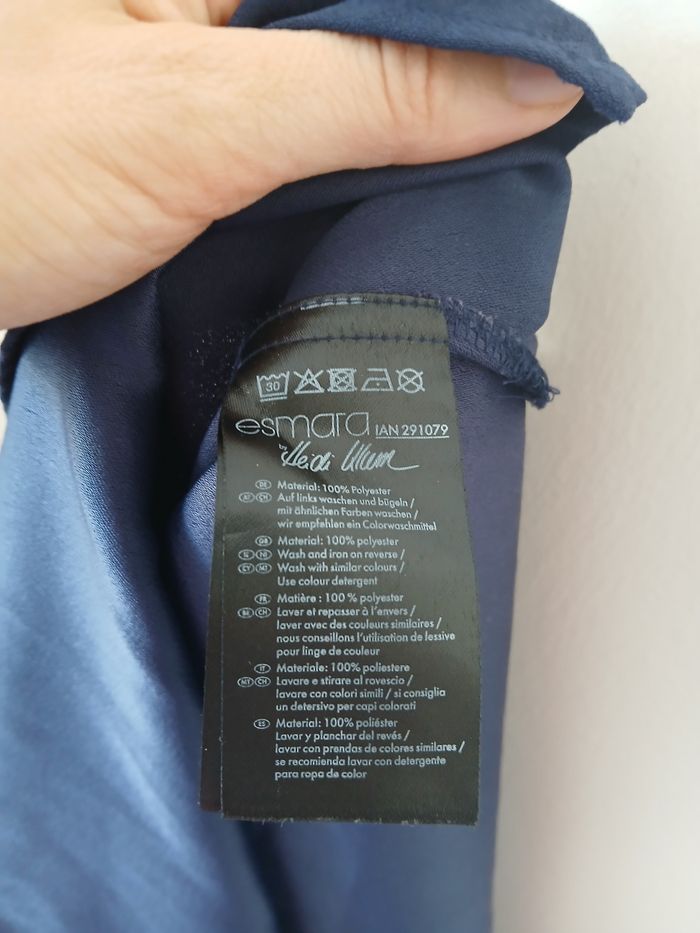 30
esmara IAN 291079
by Heidi Klum
DE Material: 100% Polyester
AT CH Auf links waschen und bügeln /
mit ähnlichen Farben waschen /
wir empfehlen ein Colorwaschmittel
GB Material: 100% polyester
IE NI Wash and iron on reverse /
CY MT Wash with similar colours /
Use colour detergent
FR Matière : 100 % polyester
BE CH Laver et repasser à l'envers /
laver avec des couleurs similaires /
nous conseillons l'utilisation de lessive
pour linge de couleur
IT Materiale: 100% poliestere
MT CH Lavare e stirare al rovescio /
lavare con colori simili / si consiglia
un detersivo per capi colorati
ES Material: 100% poliéster
Lavar y planchar del revés /
lavar con prendas de colores similares /
se recomienda lavar con detergente
para ropa de color